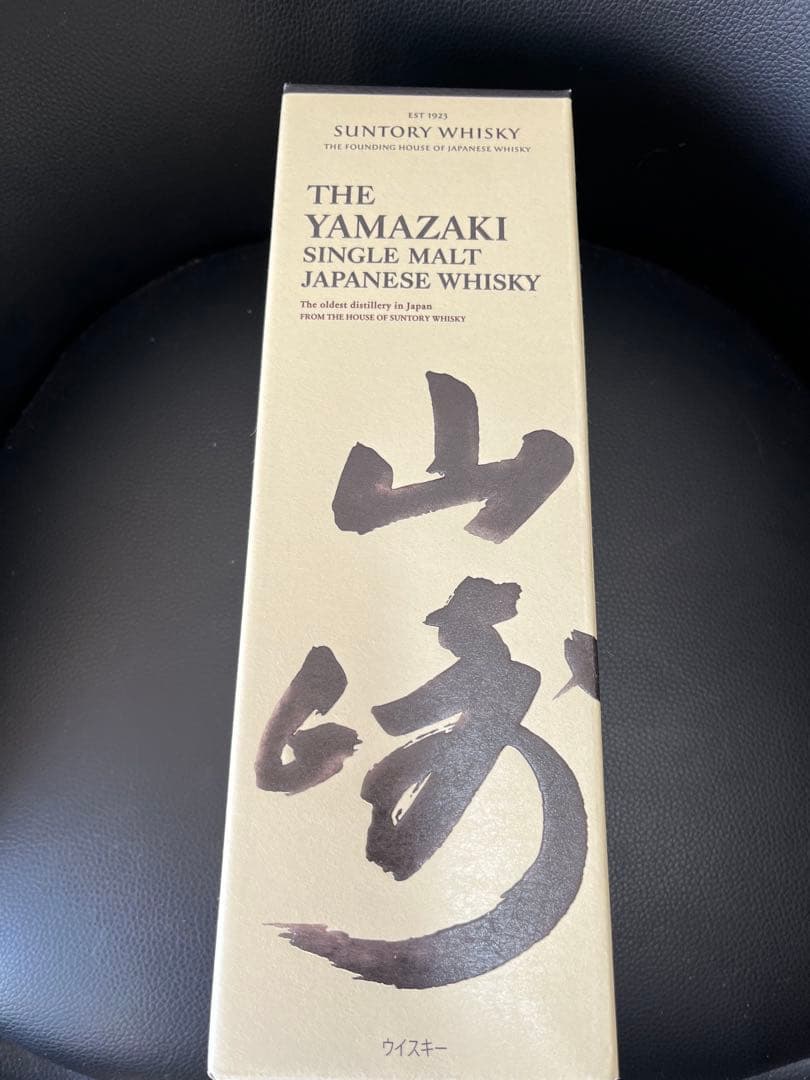 EST 1923
SUNTORY WHISKY
THE FOUNDING HOUSE OF JAPANESE WHISKY
THE
YAMAZAKI
SINGLE MALT
JAPANESE WHISKY
The oldest distillery in Japan
FROM THE HOUSE OF SUNTORY WHISKY
山
崎
ウイスキー